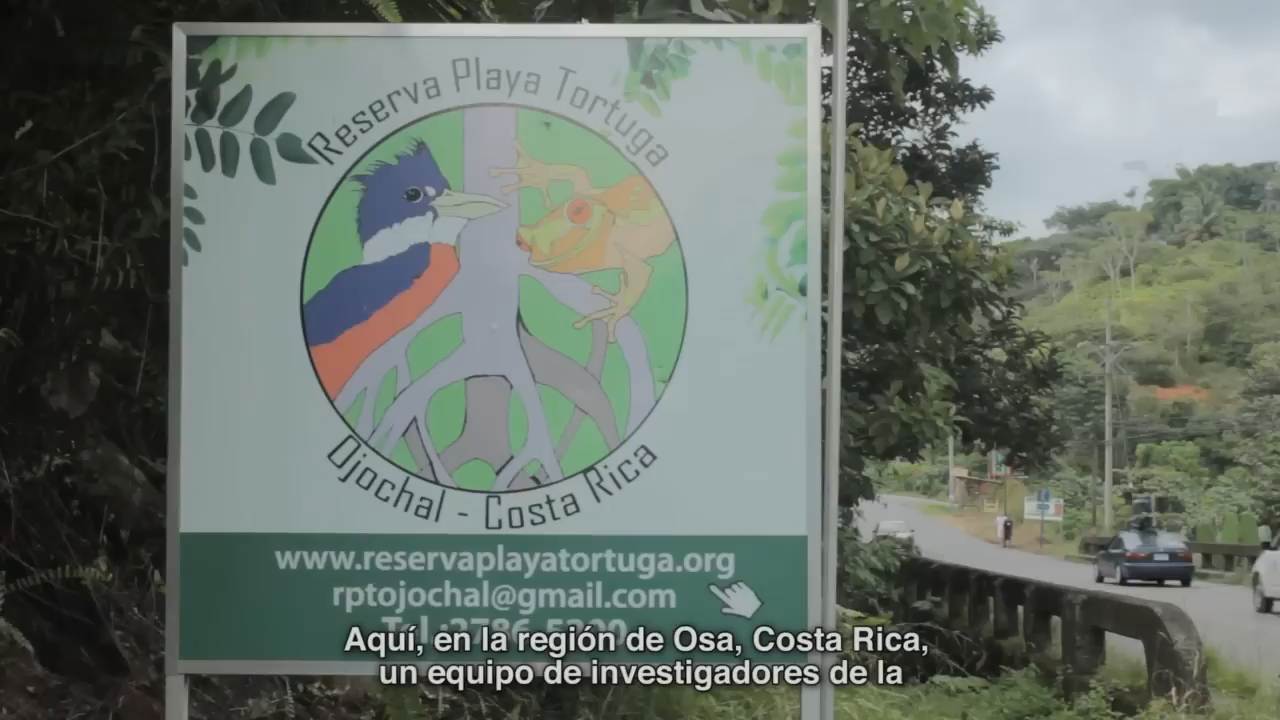 Reserva Playa Tortuga
Ojochal - Costa Rica
www.reservaplayatortuga.org
rptojochal@gmail.com
Aquí, en la región de Osa, Costa Rica,
un equipo de investigadores de la